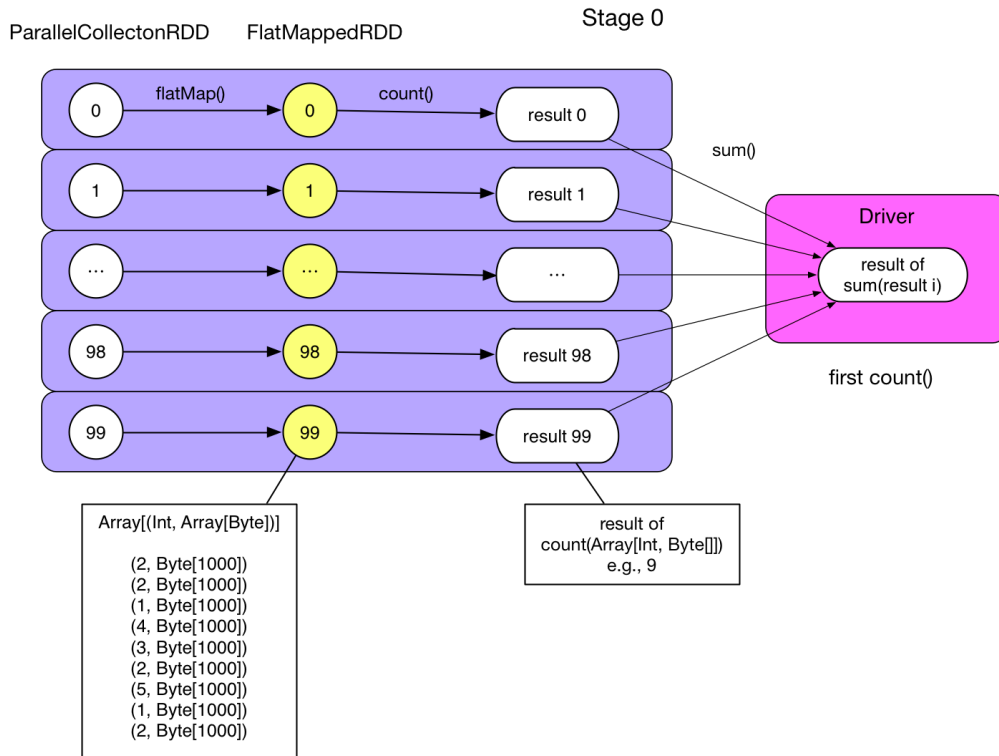 Stage 0
ParallelCollectonRDD
FlatMappedRDD
0
flatMap()
0
count()
result 0
sum()
1
1
result 1
Driver
...
...
...
result of
sum(result i)
98
98
result 98
first count()
99
99
result 99
Array[(Int, Array[Byte])]
(2, Byte[1000])
(2, Byte[1000])
(1, Byte[1000])
(4, Byte[1000])
(3, Byte[1000])
(2, Byte[1000])
(5, Byte[1000])
(1, Byte[1000])
(2, Byte[1000])
result of
count(Array[Int, Byte[]])
e.g., 9